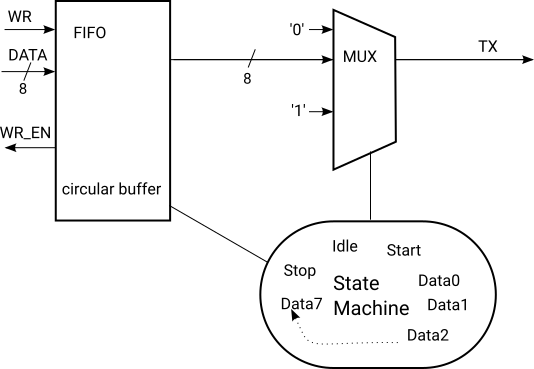 WR
FIFO
DATA
8
WR_EN
circular buffer
8
'0'
MUX
'1'
TX
Idle
Start
Stop
State
Machine
Data0
Data1
Data7
Data2